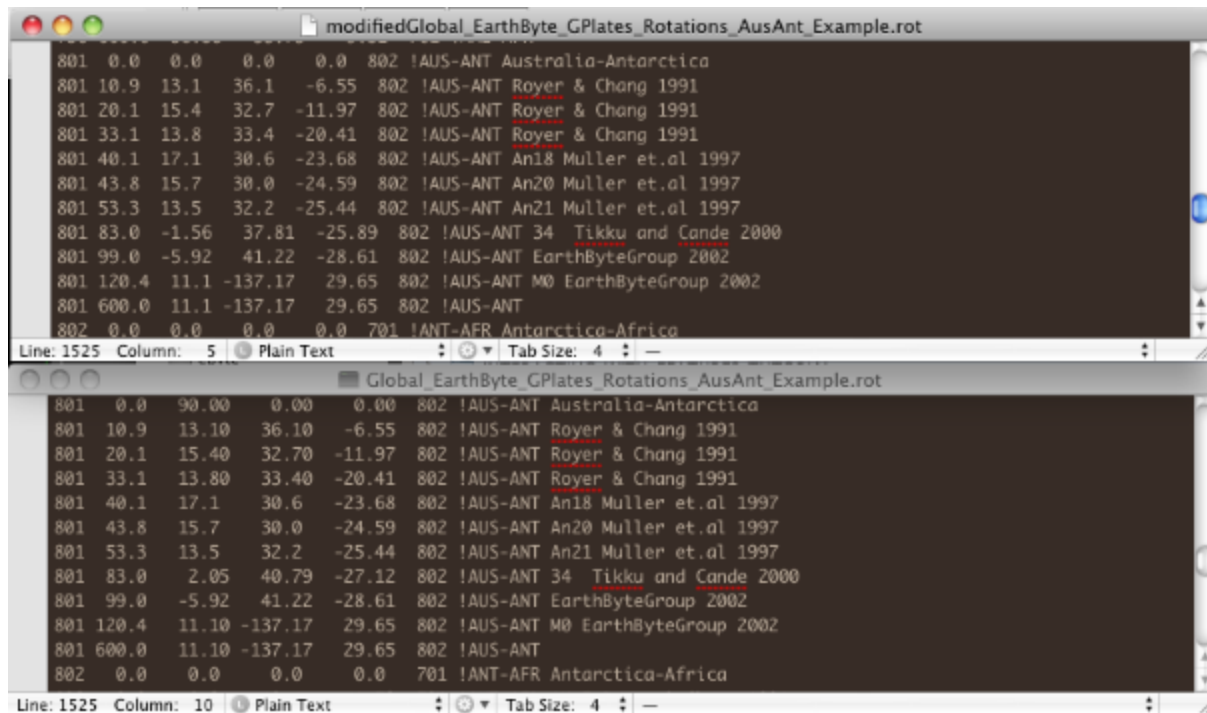 modifiedGlobal_EarthByte_GPlates_Rotations_AusAnt_Example.rot
801 0.0 0.0 0.0 0.0 802 !AUS-ANT Australia-Antarctica
801 10.9 13.1 36.1 -6.55 802 !AUS-ANT Royer & Chang 1991
801 20.1 15.4 32.7 -11.97 802 !AUS-ANT Royer & Chang 1991
801 33.1 13.8 33.4 -20.41 802 !AUS-ANT Royer & Chang 1991
801 40.1 17.1 30.6 -23.68 802 !AUS-ANT An18 Muller et.al 1997
801 43.8 15.7 30.0 -24.59 802 !AUS-ANT An20 Muller et.al 1997
801 53.3 13.5 32.2 -25.44 802 !AUS-ANT An21 Muller et.al 1997
801 83.0 -1.56 37.81 -25.89 802 !AUS-ANT 34 Tikku and Cande 2000
801 99.0 -5.92 41.22 -28.61 802 !AUS-ANT EarthByteGroup 2002
801 120.4 11.1 -137.17 29.65 802 !AUS-ANT M0 EarthByteGroup 2002
801 600.0 11.1 -137.17 29.65 802 !AUS-ANT
802 0.0 0.0 0.0 0.0 701 !ANT-AFR Antarctica-Africa
Line: 1525 Column: 5 Plain Text Tab Size: 4 —
Global_EarthByte_GPlates_Rotations_AusAnt_Example.rot
801 0.0 90.00 0.00 0.00 802 !AUS-ANT Australia-Antarctica
801 10.9 13.10 36.10 -6.55 802 !AUS-ANT Royer & Chang 1991
801 20.1 15.40 32.70 -11.97 802 !AUS-ANT Royer & Chang 1991
801 33.1 13.80 33.40 -20.41 802 !AUS-ANT Royer & Chang 1991
801 40.1 17.1 30.6 -23.68 802 !AUS-ANT An18 Muller et.al 1997
801 43.8 15.7 30.0 -24.59 802 !AUS-ANT An20 Muller et.al 1997
801 53.3 13.5 32.2 -25.44 802 !AUS-ANT An21 Muller et.al 1997
801 83.0 2.05 40.79 -27.12 802 !AUS-ANT 34 Tikku and Cande 2000
801 99.0 -5.92 41.22 -28.61 802 !AUS-ANT EarthByteGroup 2002
801 120.4 11.10 -137.17 29.65 802 !AUS-ANT M0 EarthByteGroup 2002
801 600.0 11.10 -137.17 29.65 802 !AUS-ANT
802 0.0 0.0 0.0 0.0 701 !ANT-AFR Antarctica-Africa
Line: 1525 Column: 10 Plain Text Tab Size: 4 —